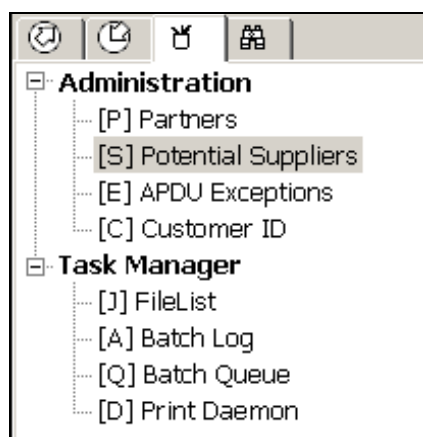 Administration
[P] Partners
[S] Potential Suppliers
[E] APDU Exceptions
[C] Customer ID
Task Manager
[J] FileList
[A] Batch Log
[Q] Batch Queue
[D] Print Daemon